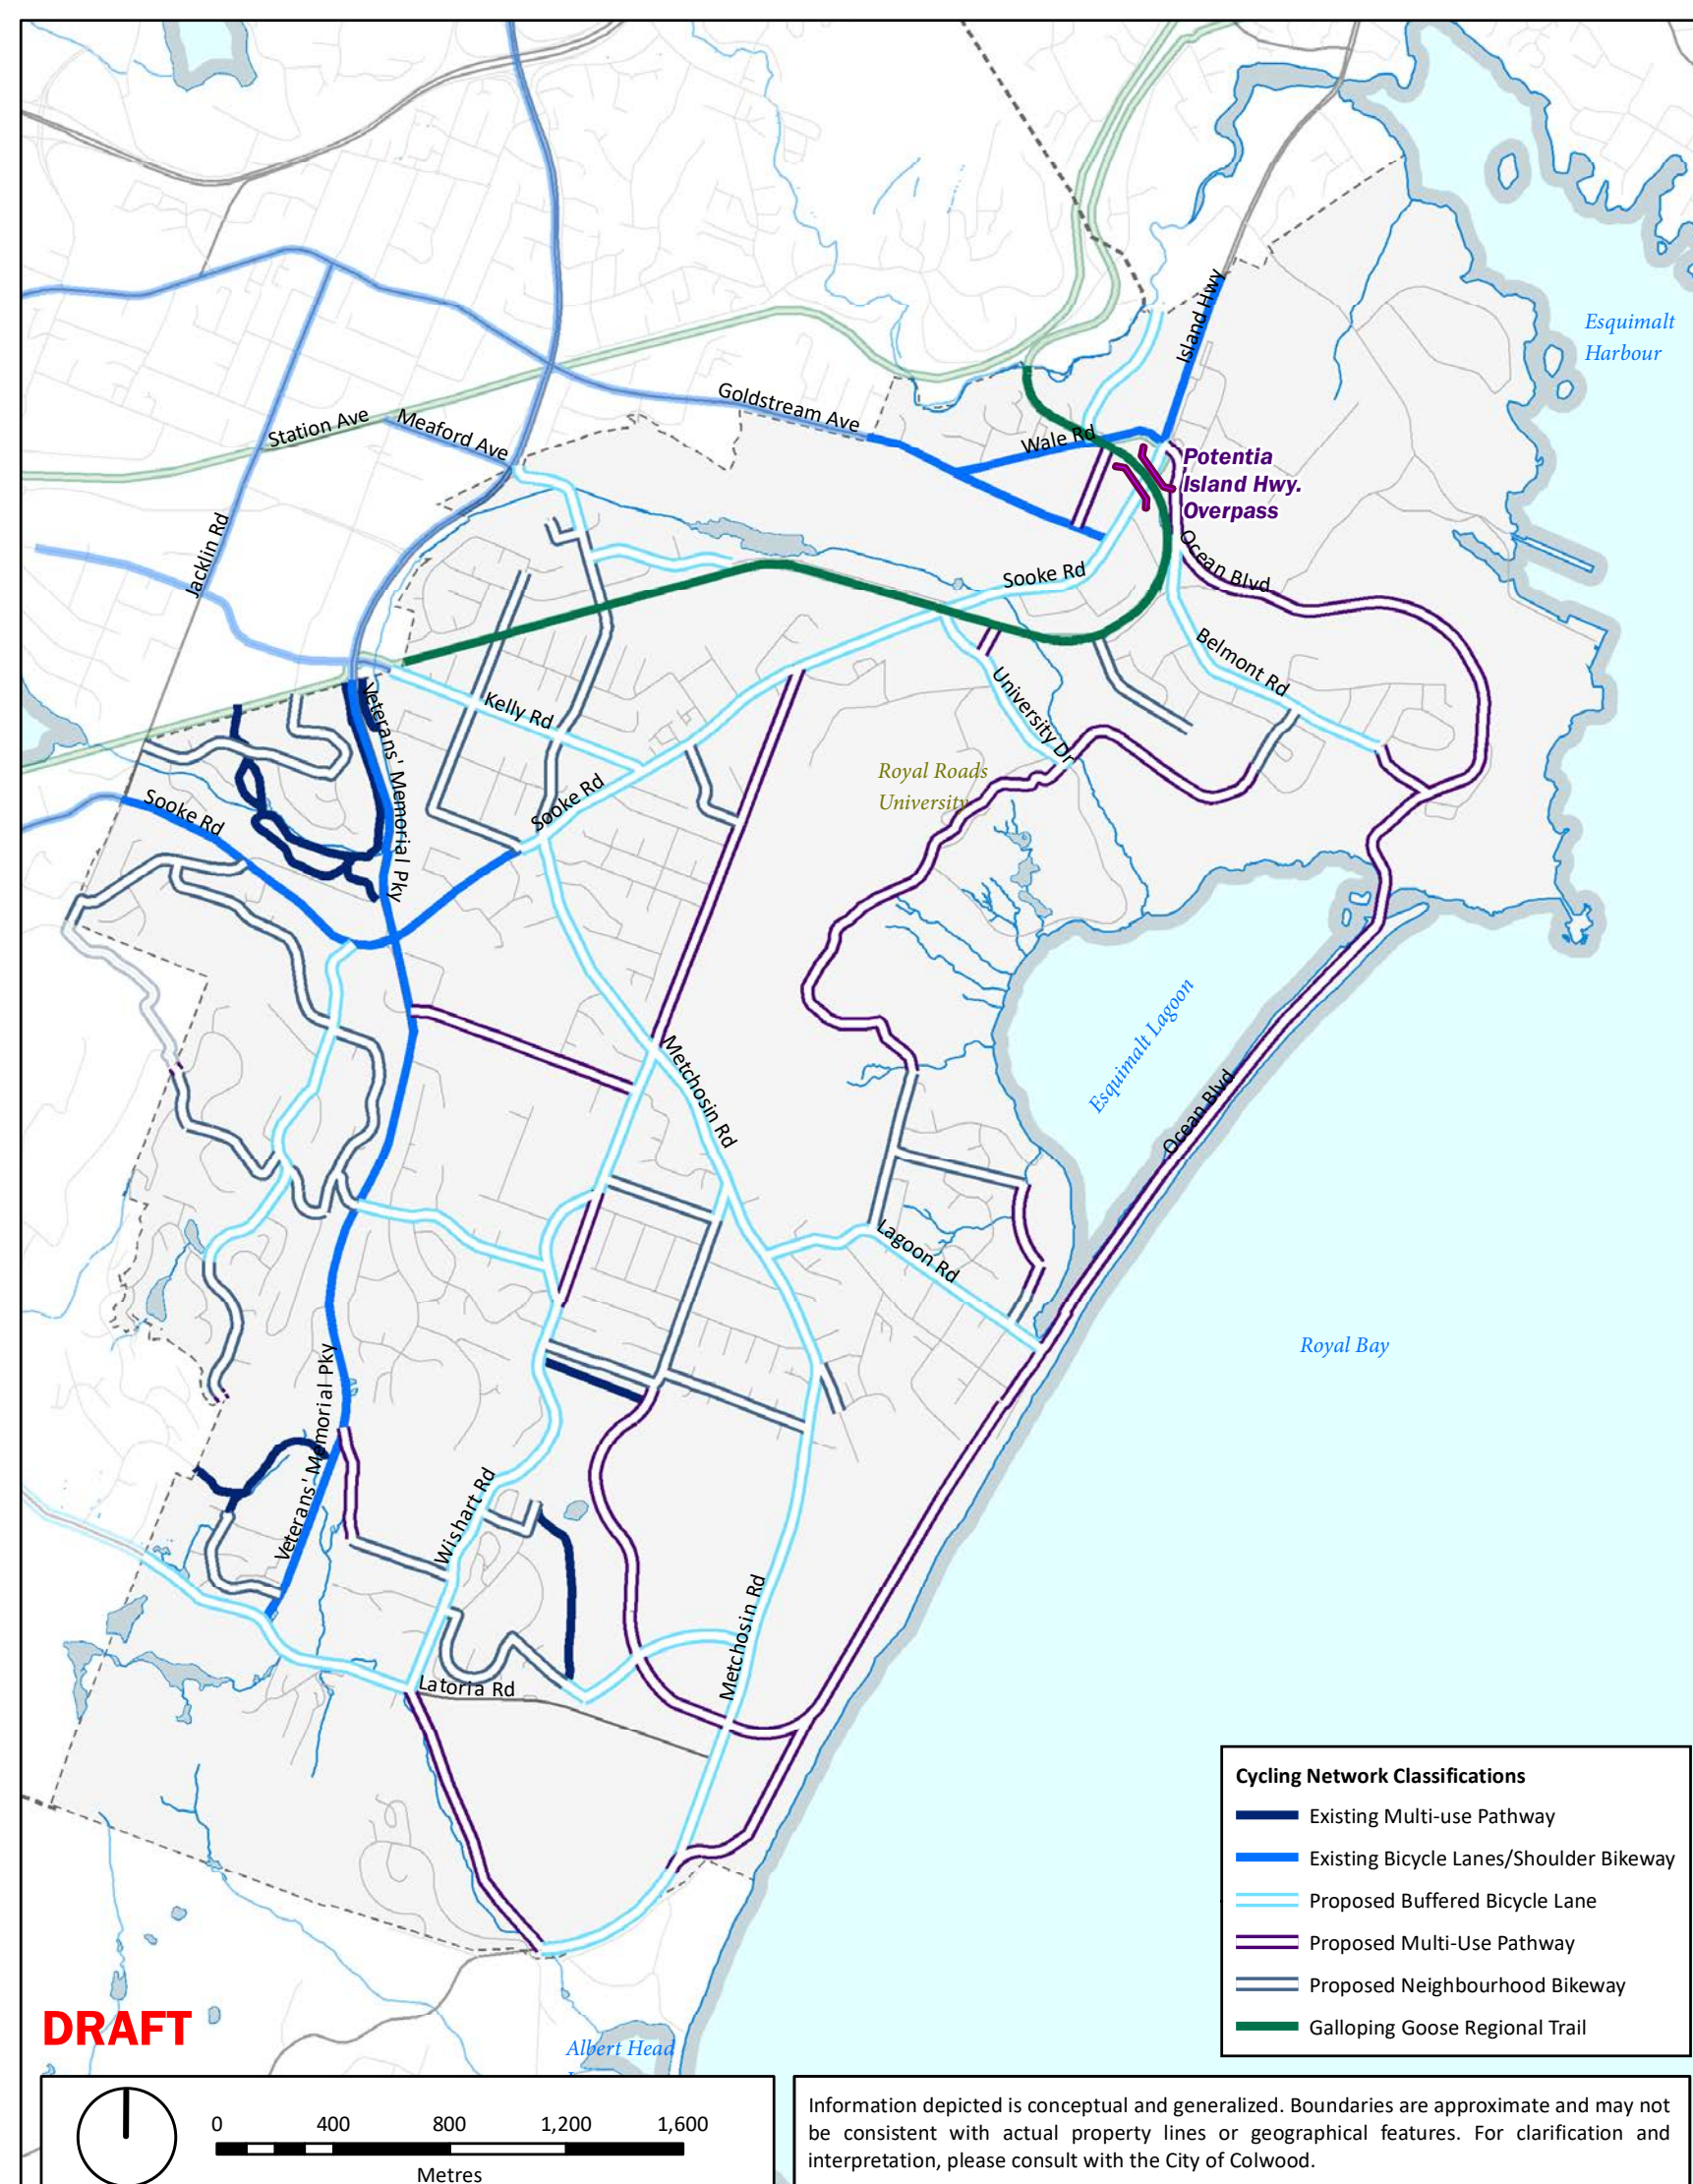 Esquimalt
Harbour
Island Hwy
Goldstream Ave
Station Ave
Meaford Ave
Wale Rd
Potentia
Island Hwy.
Overpass
Jacklin Rd
Ocean Blvd
Sooke Rd
Belmont Rd
University Dr
Kelly Rd
Veterans' Memorial Pky
Royal Roads
University
Sooke Rd
Sooke Rd
Esquimalt Lagoon
Metchosin Rd
Ocean Blvd
Lagoon Rd
Royal Bay
Veterans' Memorial Pky
Wishart Rd
Metchosin Rd
Latoria Rd
Cycling Network Classifications
Existing Multi-use Pathway
Existing Bicycle Lanes/Shoulder Bikeway
Proposed Buffered Bicycle Lane
Proposed Multi-Use Pathway
Proposed Neighbourhood Bikeway
Galloping Goose Regional Trail
DRAFT
Albert Head
0 400 800 1,200 1,600
Metres
Information depicted is conceptual and generalized. Boundaries are approximate and may not
be consistent with actual property lines or geographical features. For clarification and
interpretation, please consult with the City of Colwood.